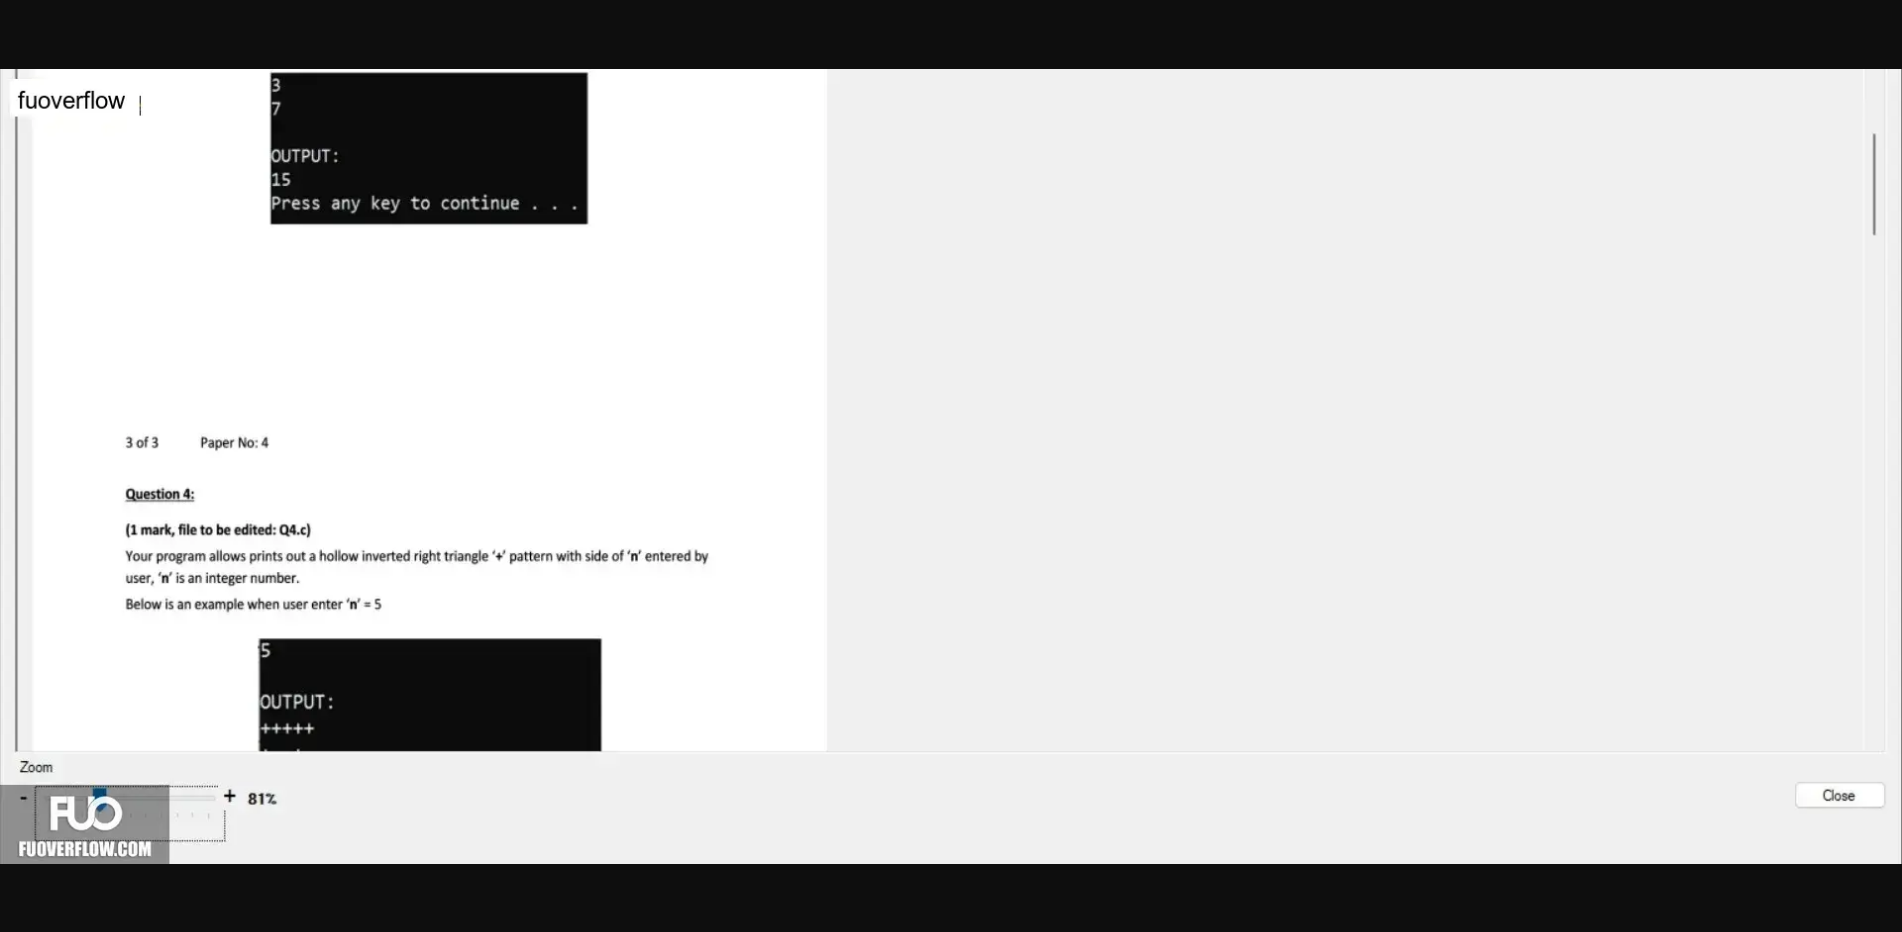 3
fuoverflow
7
OUTPUT:
15
Press any key to continue . . .
3 of 3 Paper No: 4
Question 4:
(1 mark, file to be edited: Q4.c)
Your program allows prints out a hollow inverted right triangle '+' pattern with side of 'n' entered by
user, 'n' is an integer number.
Below is an example when user enter 'n' = 5
5
OUTPUT:
+++++
Zoom
- + 81%
Close
FUO
FUOVERFLOW.COM